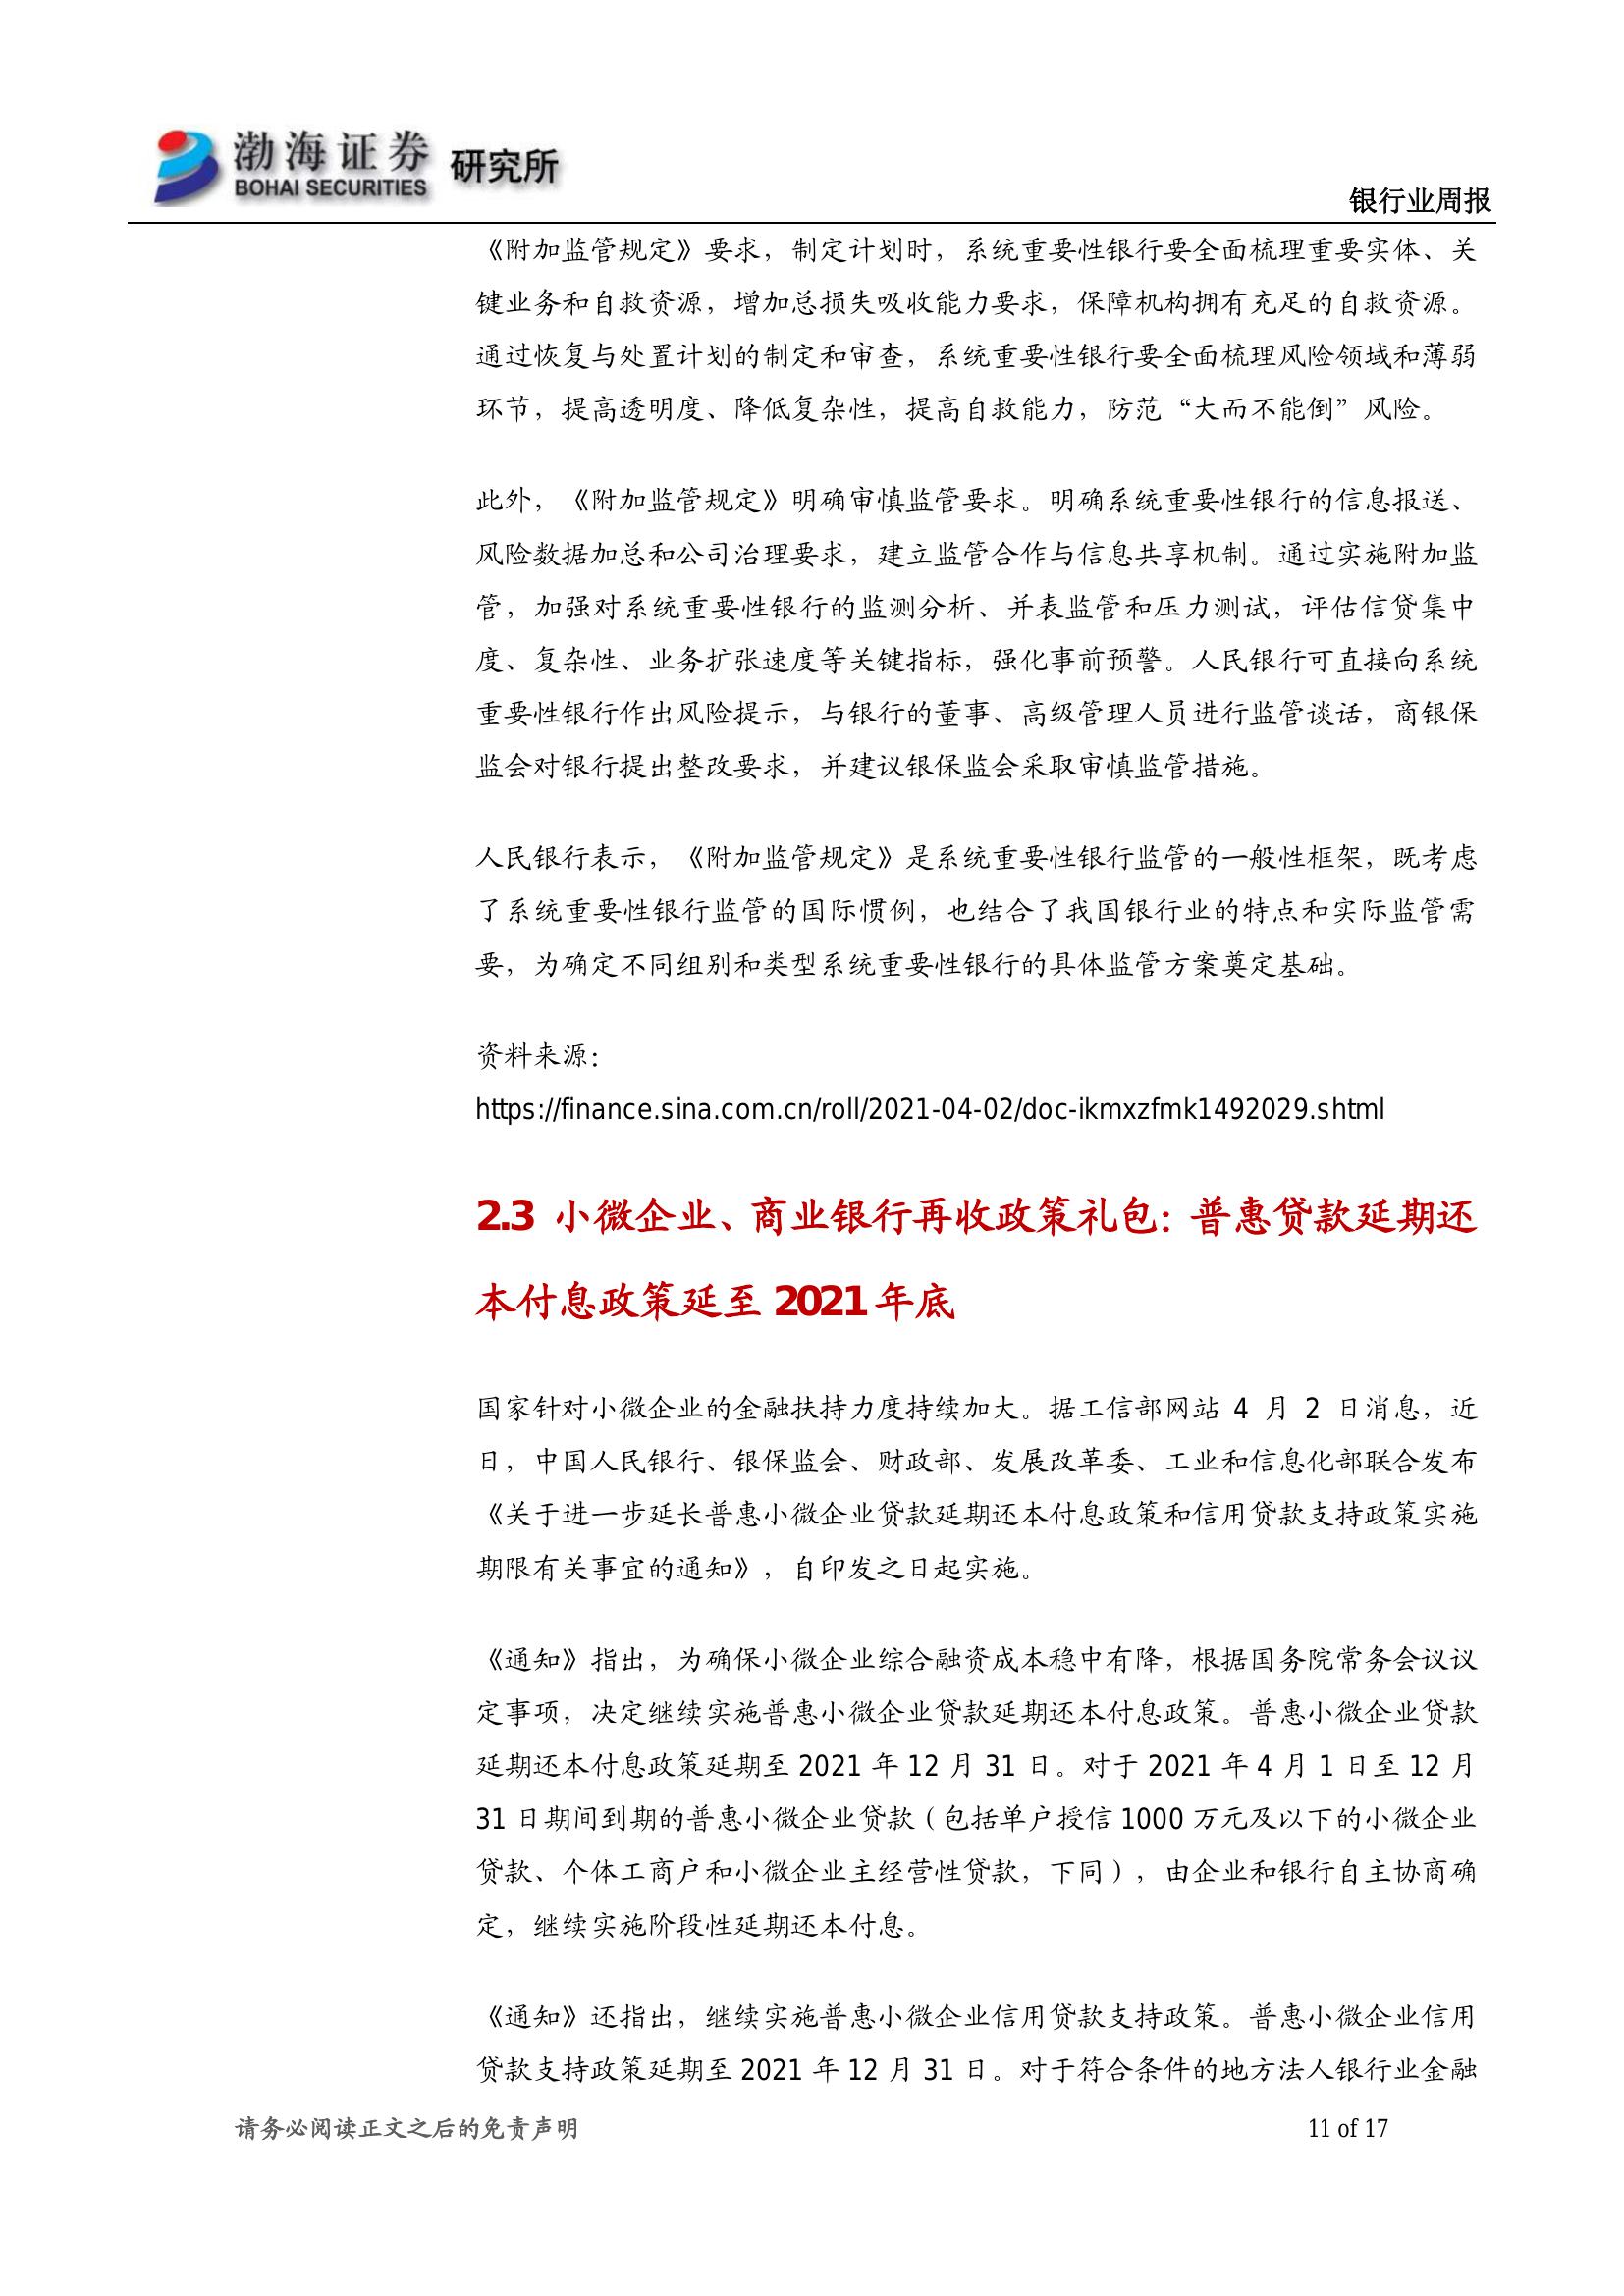 渤海证券
BOHAI SECURITIES
研究所
银行业周报
《附加监管规定》要求，制定计划时，系统重要性银行要全面梳理重要实体、关
键业务和自救资源，增加总损失吸收能力要求，保障机构拥有充足的自救资源。
通过恢复与处置计划的制定和审查，系统重要性银行要全面梳理风险领域和薄弱
环节，提高透明度、降低复杂性，提高自救能力，防范“大而不能倒”风险。
此外，《附加监管规定》明确审慎监管要求。明确系统重要性银行的信息报送、
风险数据加总和公司治理要求，建立监管合作与信息共享机制。通过实施附加监
管，加强对系统重要性银行的监测分析、并表监管和压力测试，评估信贷集中
度、复杂性、业务扩张速度等关键指标，强化事前预警。人民银行可直接向系统
重要性银行作出风险提示，与银行的董事、高级管理人员进行监管谈话，商银保
监会对银行提出整改要求，并建议银保监会采取审慎监管措施。
人民银行表示，《附加监管规定》是系统重要性银行监管的一般性框架，既考虑
了系统重要性银行监管的国际惯例，也结合了我国银行业的特点和实际监管需
要，为确定不同组别和类型系统重要性银行的具体监管方案奠定基础。
资料来源：
https://finance.sina.com.cn/roll/2021-04-02/doc-ikmxzfmk1492029.shtml
2.3 小微企业、商业银行再收政策礼包：普惠贷款延期还
本付息政策延至 2021 年底
国家针对小微企业的金融扶持力度持续加大。据工信部网站 4 月 2 日消息，近
日，中国人民银行、银保监会、财政部、发展改革委、工业和信息化部联合发布
《关于进一步延长普惠小微企业贷款延期还本付息政策和信用贷款支持政策实施
期限有关事宜的通知》，自印发之日起实施。
《通知》指出，为确保小微企业综合融资成本稳中有降，根据国务院常务会议议
定事项，决定继续实施普惠小微企业贷款延期还本付息政策。普惠小微企业贷款
延期还本付息政策延期至 2021 年 12 月 31 日。对于 2021 年 4 月 1 日至 12 月
31 日期间到期的普惠小微企业贷款（包括单户授信 1000 万元及以下的小微企业
贷款、个体工商户和小微企业主经营性贷款，下同），由企业和银行自主协商确
定，继续实施阶段性延期还本付息。
《通知》还指出，继续实施普惠小微企业信用贷款支持政策。普惠小微企业信用
贷款支持政策延期至 2021 年 12 月 31 日。对于符合条件的地方法人银行业金融
请务必阅读正文之后的免责声明
11 of 17